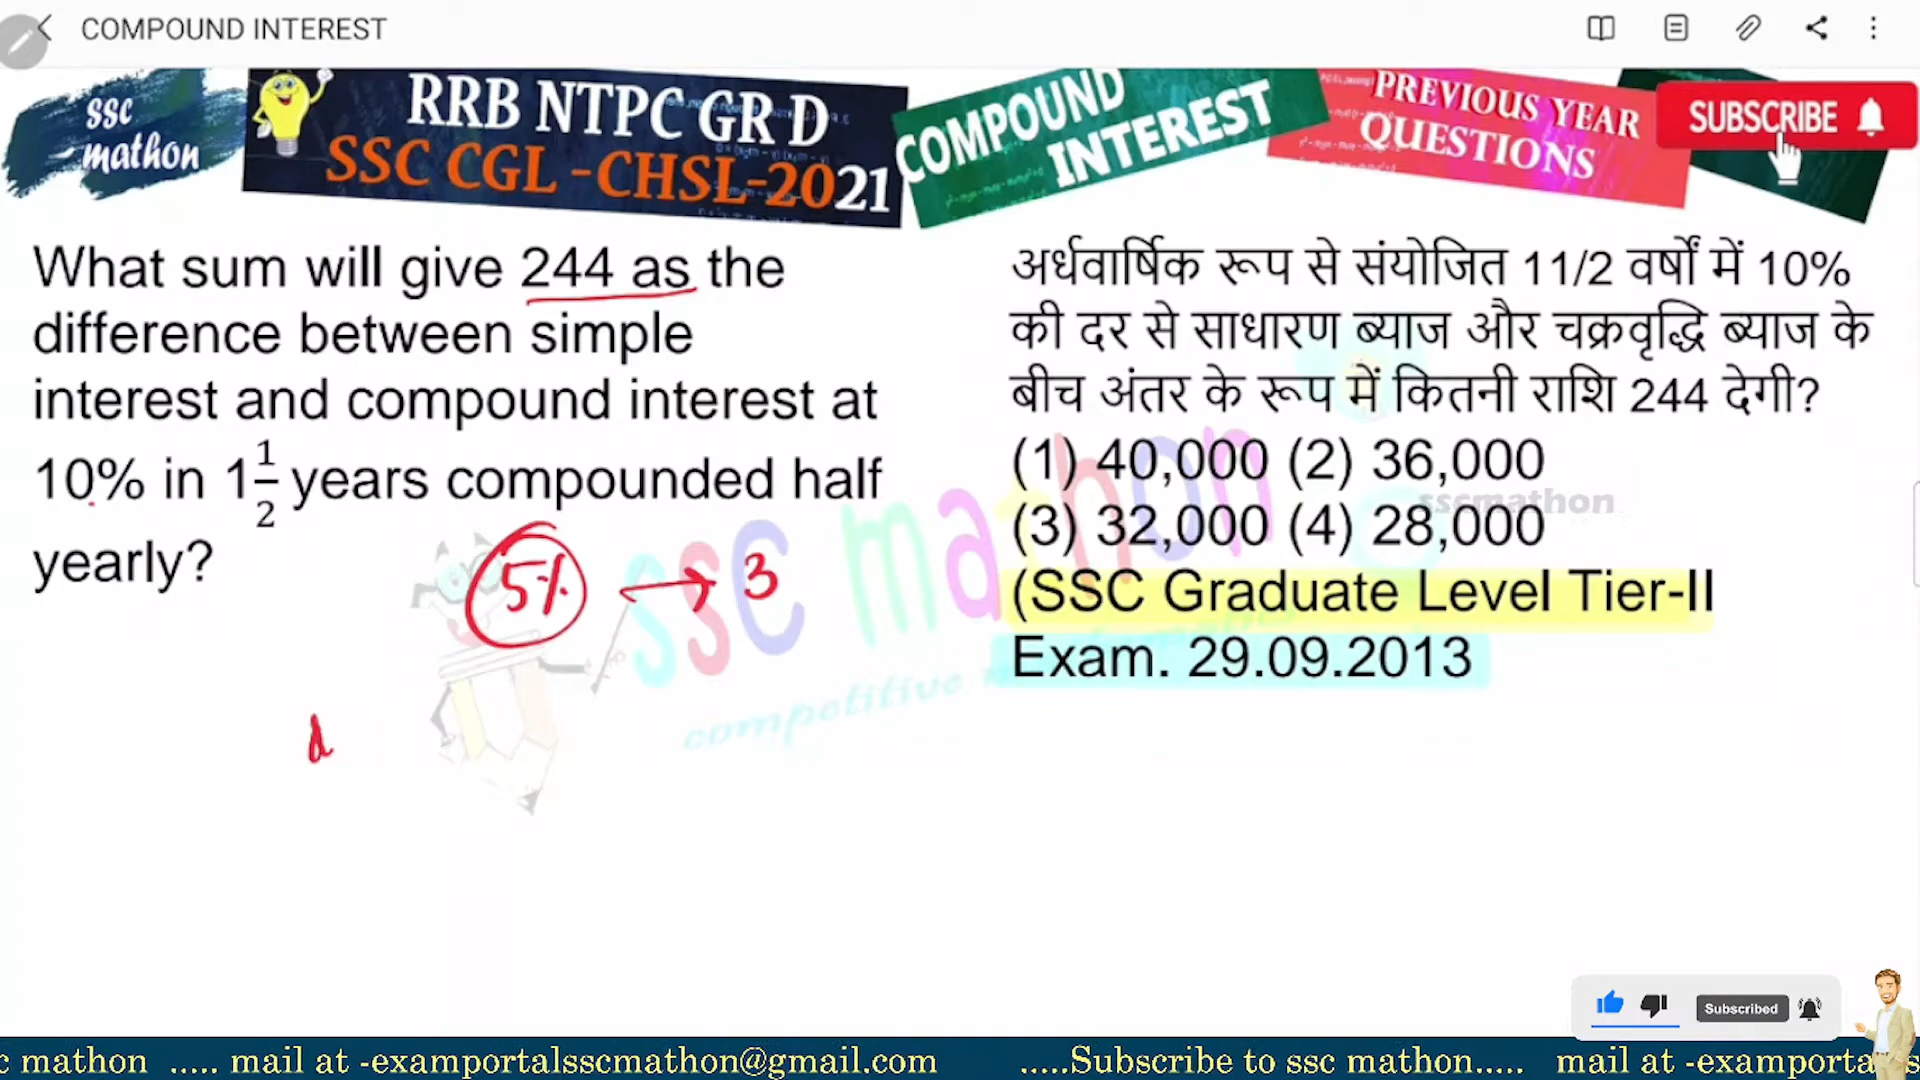 COMPOUND INTEREST
ssc
mathon
RRB NTPC GR D
SSC CGL -CHSL-2021
COMPOUND
INTEREST
PREVIOUS YEAR
QUESTIONS
SUBSCRIBE
What sum will give 244 as the
difference between simple
interest and compound interest at
10% in 1 1/2 years compounded half
yearly?
5% → 3
d
अर्धवार्षिक रूप से संयोजित 11/2 वर्षों में 10%
की दर से साधारण ब्याज और चक्रवृद्धि ब्याज के
बीच अंतर के रूप में कितनी राशि 244 देगी?
(1) 40,000 (2) 36,000
(3) 32,000 (4) 28,000
(SSC Graduate Level Tier-II
Exam. 29.09.2013
sscmathon
ssc mathon
competitive
Subscribed
c mathon ..... mail at -examportalsscmathon@gmail.com .....Subscribe to ssc mathon..... mail at -examporta